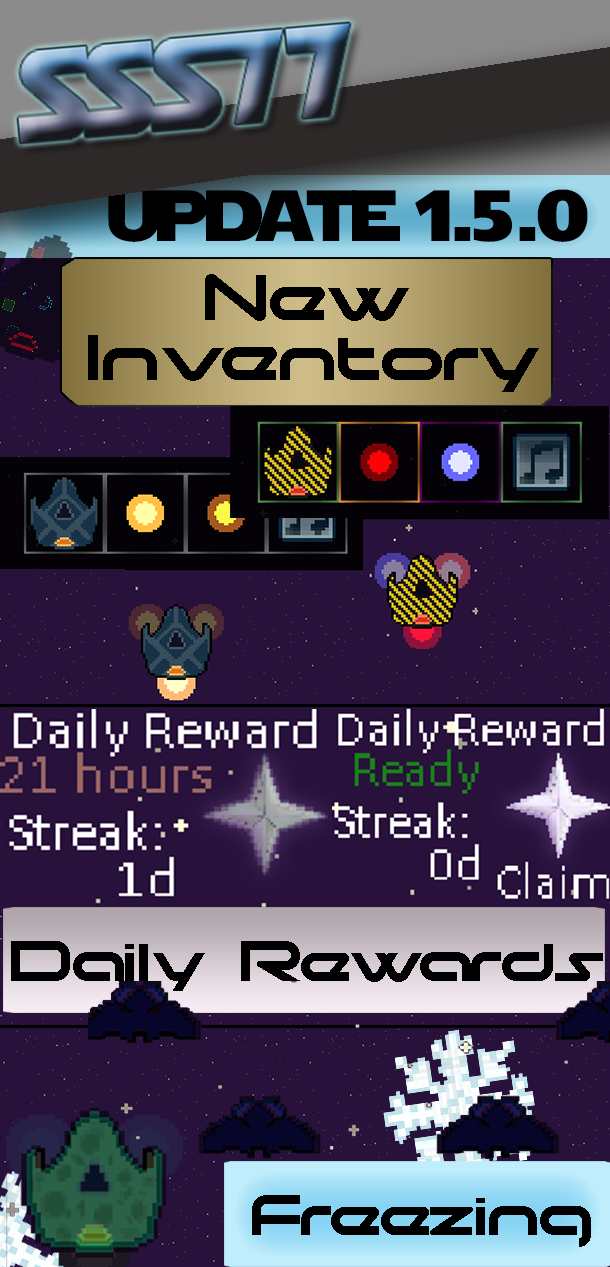 SSS77
UPDATE 1.5.0
New
Inventory
Daily Reward
21 hours
Streak:
1d
Daily Reward
Ready
Streak:
0d
Claim
Daily Rewards
Freezing